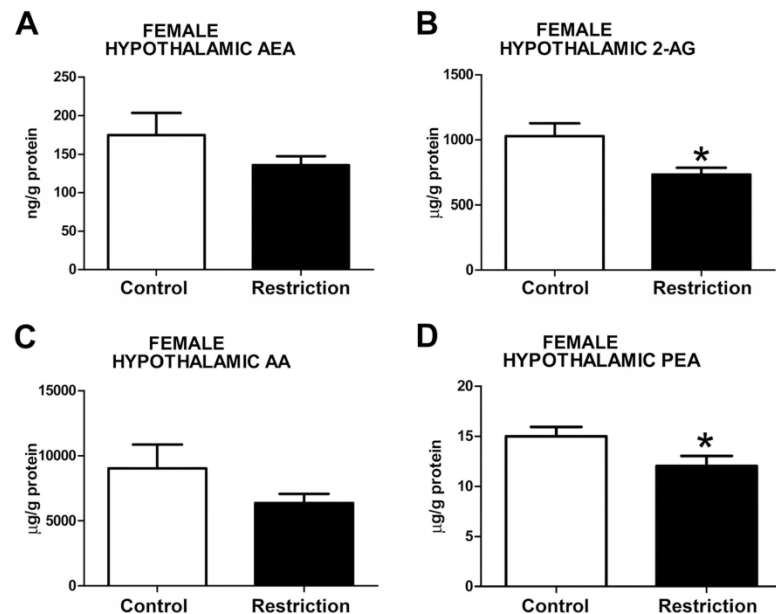 A
FEMALE
HYPOTHALAMIC AEA
250
200
150
100
50
0
ng/g protein
Control
Restriction
B
FEMALE
HYPOTHALAMIC 2-AG
1500
1000
500
0
µg/g protein
*
Control
Restriction
C
FEMALE
HYPOTHALAMIC AA
15000
10000
5000
0
µg/g protein
Control
Restriction
D
FEMALE
HYPOTHALAMIC PEA
20
15
10
5
0
µg/g protein
*
Control
Restriction